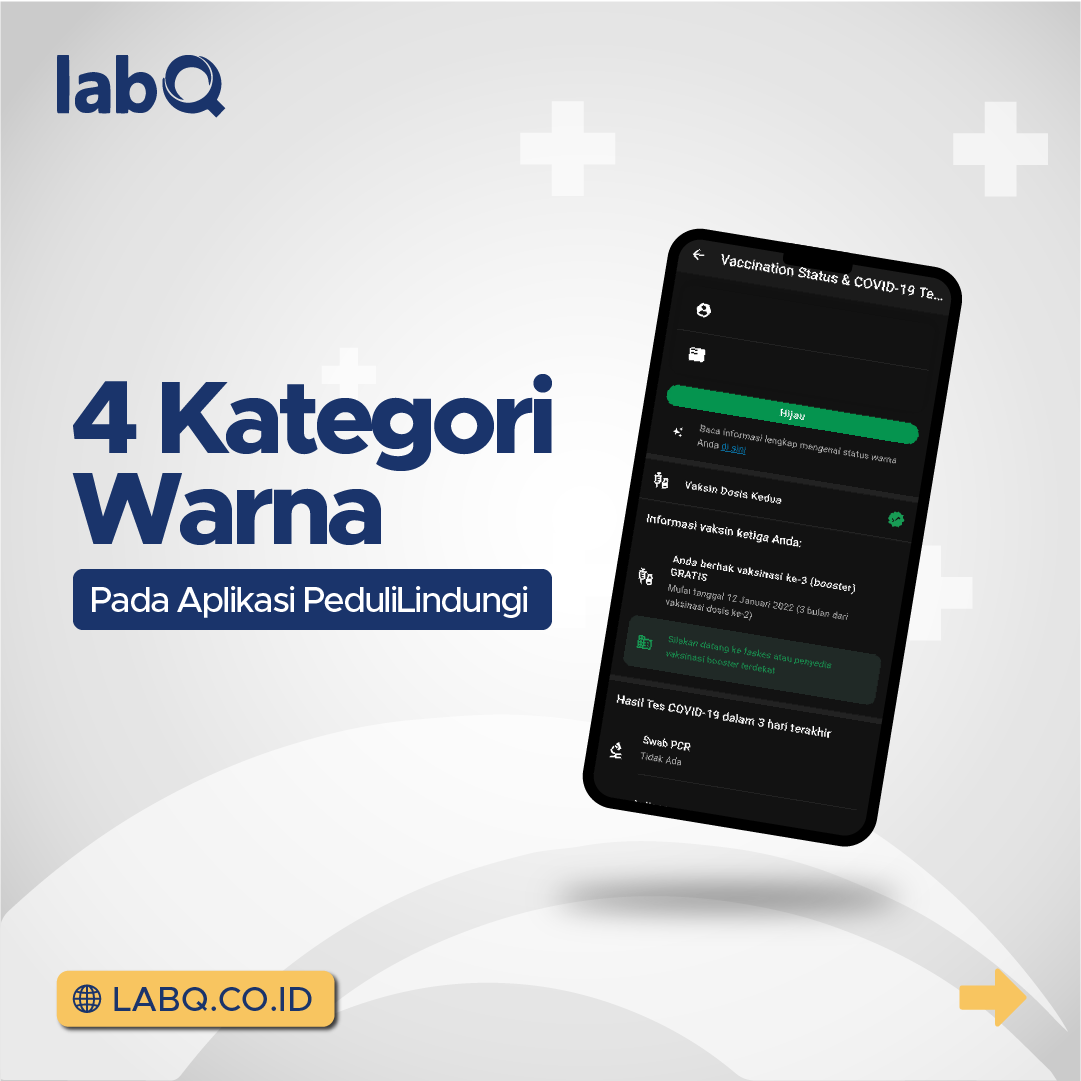 labQ
4 Kategori
Warna
Pada Aplikasi PeduliLindungi
Vaccination Status & COVID-19 Te...
Hijau
Baca informasi lengkap mengenai status warna
Anda di sini
Vaksin Dosis Kedua
Informasi vaksin ketiga Anda:
Anda berhak vaksinasi ke-3 (booster)
GRATIS
Mulai tanggal 12 Januari 2022 (3 bulan dari
vaksinasi dosis ke-2)
Silakan datang ke faskes atau penyedia
vaksinasi booster terdekat
Hasil Tes COVID-19 dalam 3 hari terakhir
Swab PCR
Tidak Ada
LABQ.CO.ID